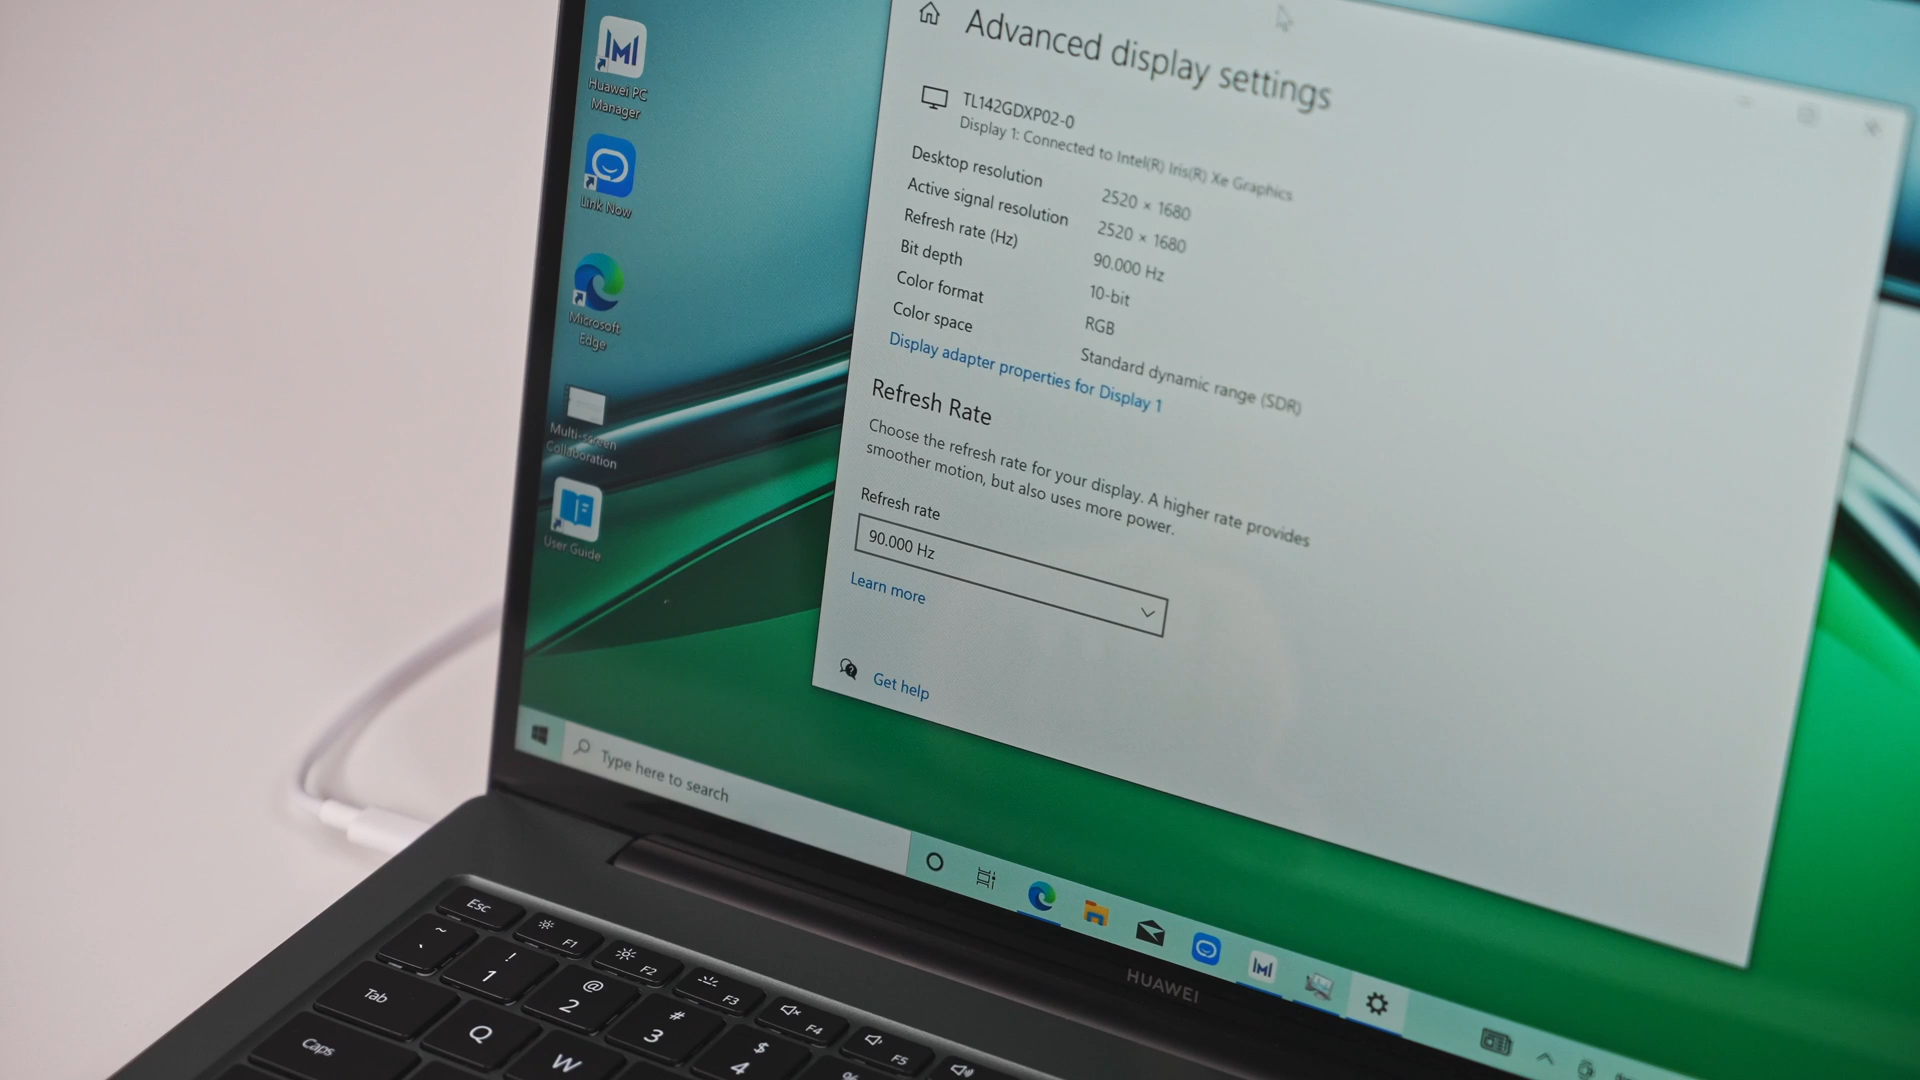 Huawei PC
Manager
Link Now
Microsoft
Edge
Multi-screen
Collaboration
User Guide
Advanced display settings
TL142GDXP02-0
Display 1: Connected to Intel(R) Iris(R) Xe Graphics
Desktop resolution 2520 × 1680
Active signal resolution 2520 × 1680
Refresh rate (Hz) 90.000 Hz
Bit depth 10-bit
Color format RGB
Color space Standard dynamic range (SDR)
Display adapter properties for Display 1
Refresh Rate
Choose the refresh rate for your display. A higher rate provides
smoother motion, but also uses more power.
Refresh rate
90.000 Hz
Learn more
Get help
Type here to search
HUAWEI
Esc F1 F2 F3 F4 F5
~ ` ! 1 @ 2 # 3 $ 4 %
Tab Q W
Caps